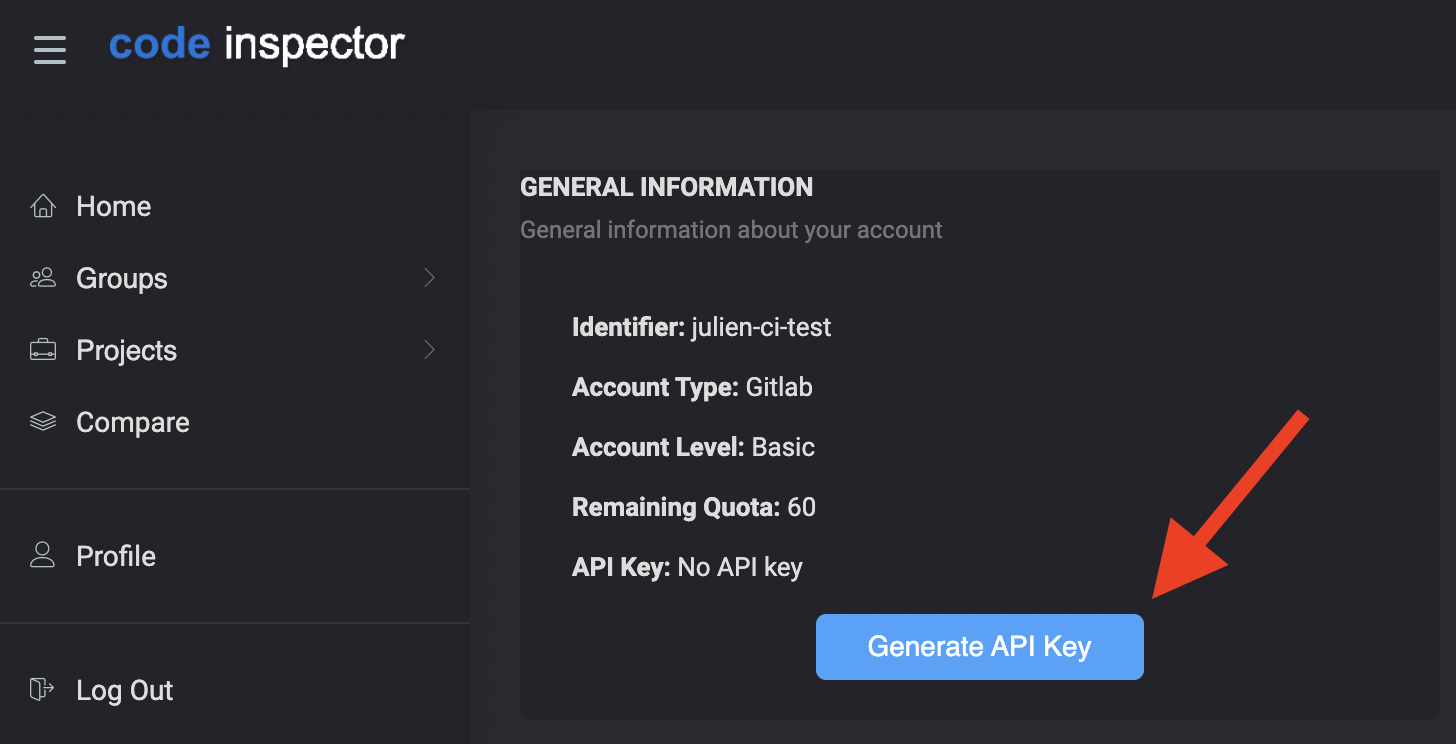 code inspector
Home
Groups
Projects
Compare
Profile
Log Out
GENERAL INFORMATION
General information about your account
Identifier: julien-ci-test
Account Type: Gitlab
Account Level: Basic
Remaining Quota: 60
API Key: No API key
Generate API Key